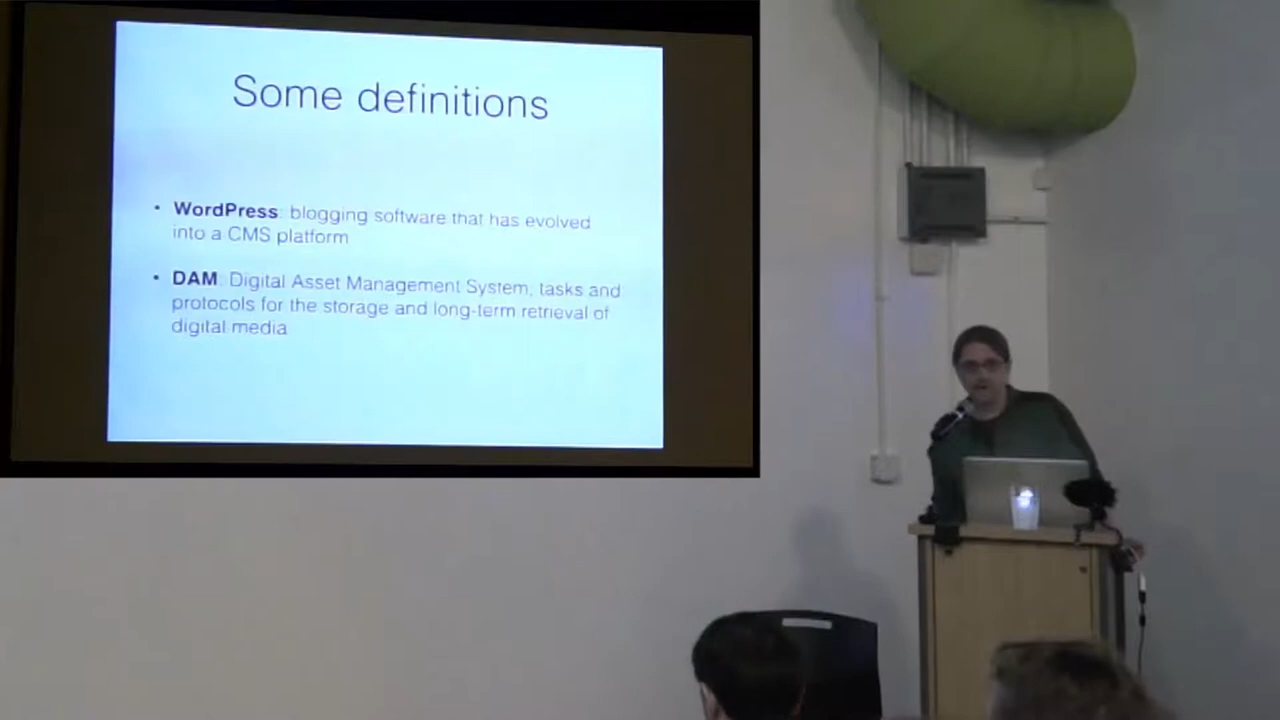 Some definitions
• WordPress: blogging software that has evolved
into a CMS platform
• DAM: Digital Asset Management System, tasks and
protocols for the storage and long-term retrieval of
digital media